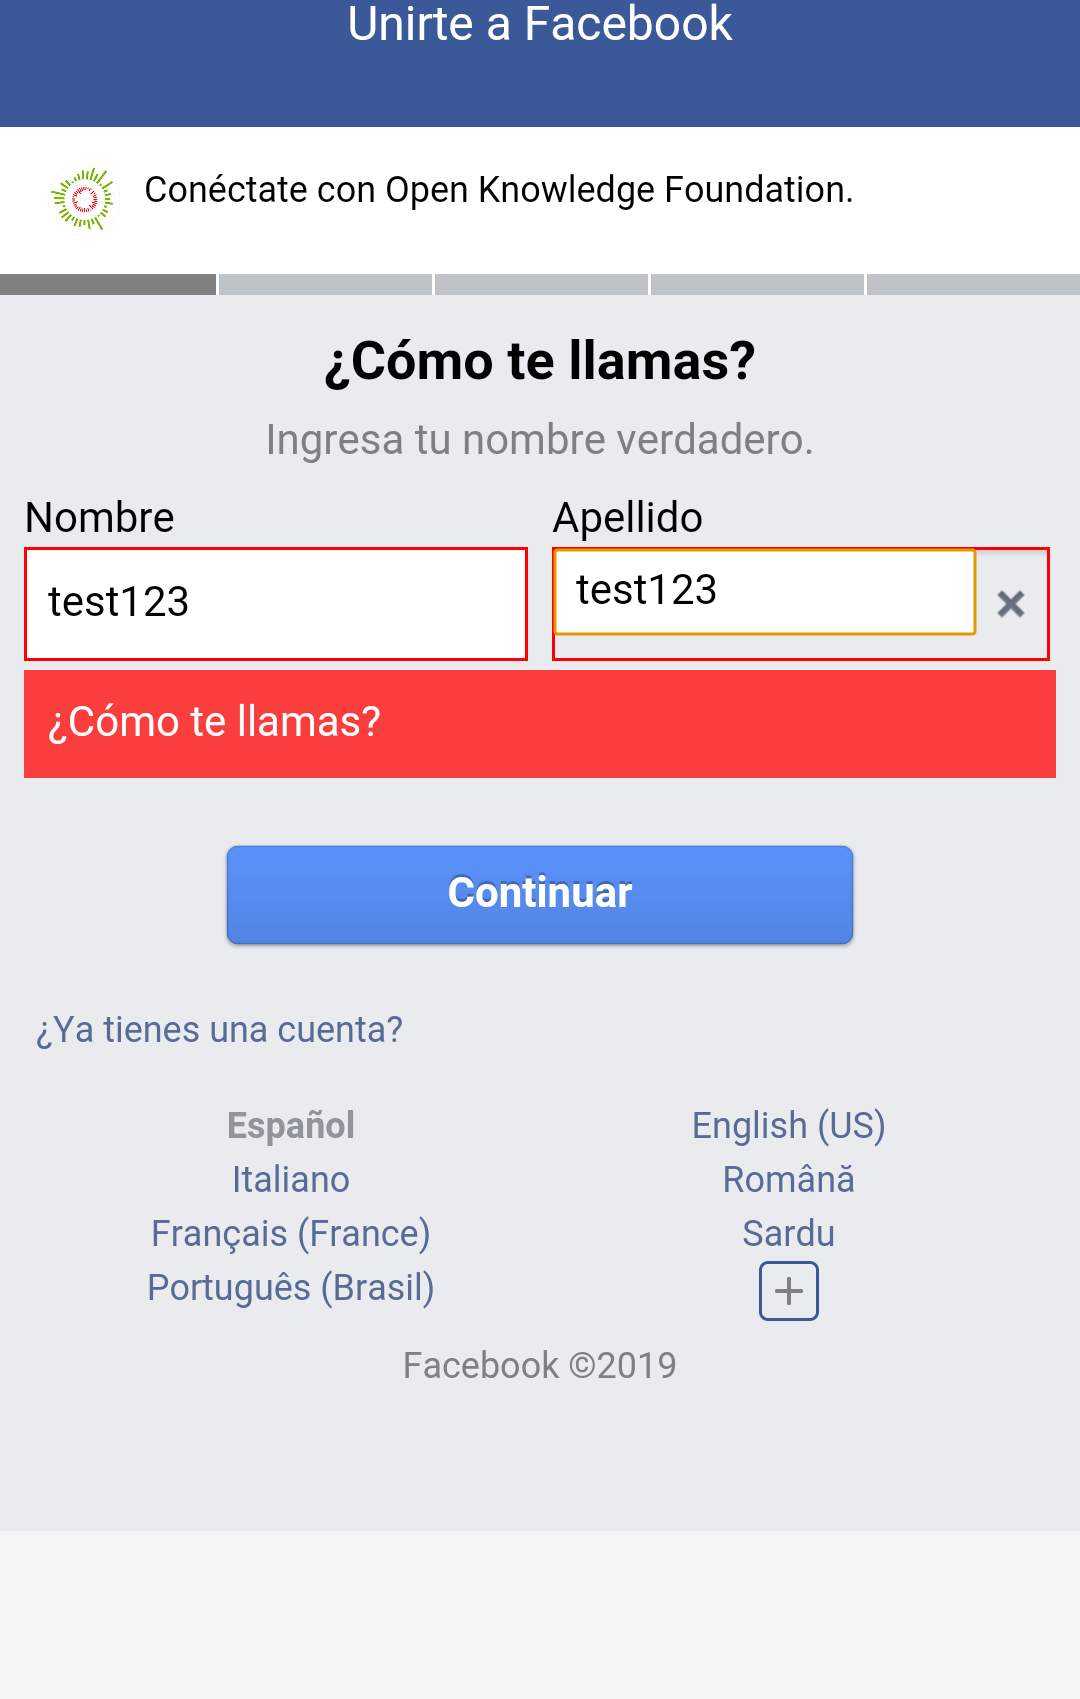 Unirte a Facebook
Conéctate con Open Knowledge Foundation.
¿Cómo te llamas?
Ingresa tu nombre verdadero.
Nombre Apellido
test123 test123
¿Cómo te llamas?
Continuar
¿Ya tienes una cuenta?
Español English (US)
Italiano Română
Français (France) Sardu
Português (Brasil)
Facebook ©2019